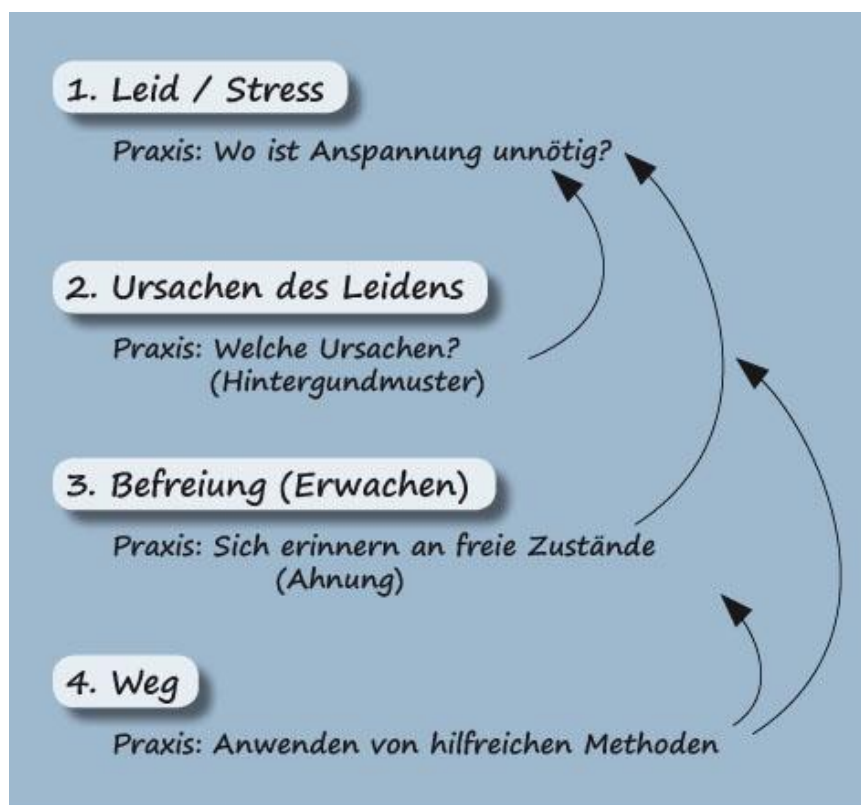 1. Leid / Stress
Praxis: Wo ist Anspannung unnötig?
2. Ursachen des Leidens
Praxis: Welche Ursachen?
(Hintergundmuster)
3. Befreiung (Erwachen)
Praxis: Sich erinnern an freie Zustände
(Ahnung)
4. Weg
Praxis: Anwenden von hilfreichen Methoden